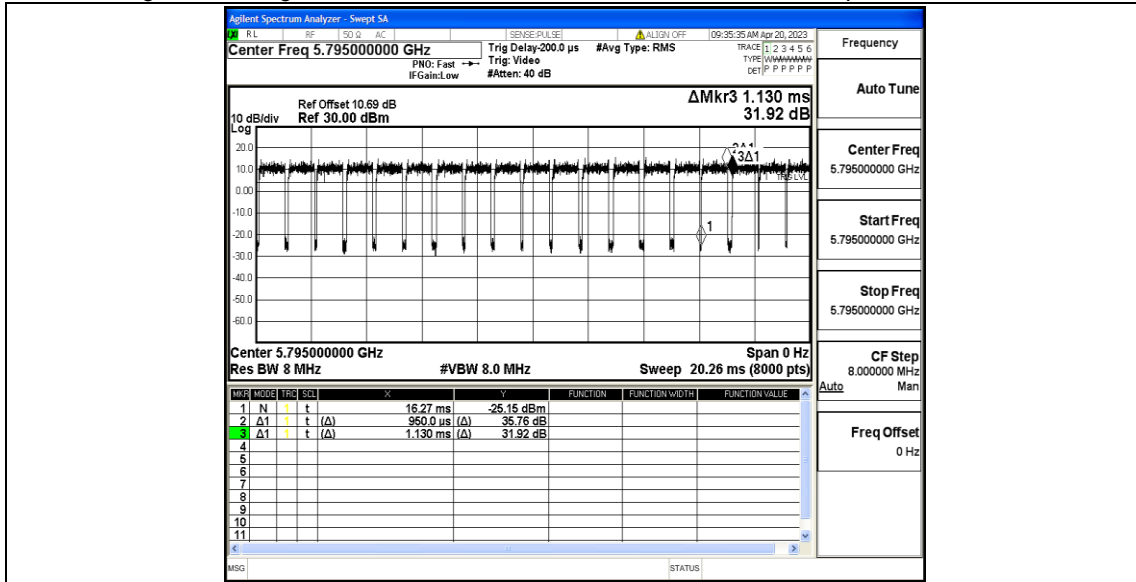 Agilent Spectrum Analyzer - Swept SA
RL RF 50 Ω AC SENSE:PULSE ALIGN OFF 09:35:35 AM Apr 20, 2023
Center Freq 5.795000000 GHz
PNO: Fast
IFGain:Low
Trig Delay-200.0 µs
Trig: Video
#Atten: 40 dB
#Avg Type: RMS
TRACE 1 2 3 4 5 6
TYPE
DET P P P P P P
Ref Offset 10.69 dB
10 dB/div Ref 30.00 dBm
Log
ΔMkr3 1.130 ms
31.92 dB
20.0
10.0
0.00
-10.0
-20.0
-30.0
-40.0
-50.0
-60.0
3Δ1
TRIG LVL
1
Center 5.795000000 GHz Span 0 Hz
Res BW 8 MHz #VBW 8.0 MHz Sweep 20.26 ms (8000 pts)
MKR MODE TRC SCL X Y FUNCTION FUNCTION WIDTH FUNCTION VALUE
1 N 1 t 16.27 ms -25.15 dBm
2 Δ1 1 t (Δ) 950.0 µs (Δ) 35.76 dB
3 Δ1 1 t (Δ) 1.130 ms (Δ) 31.92 dB
4
5
6
7
8
9
10
11
MSG STATUS
Frequency
Auto Tune
Center Freq
5.795000000 GHz
Start Freq
5.795000000 GHz
Stop Freq
5.795000000 GHz
CF Step
8.000000 MHz
Auto Man
Freq Offset
0 Hz